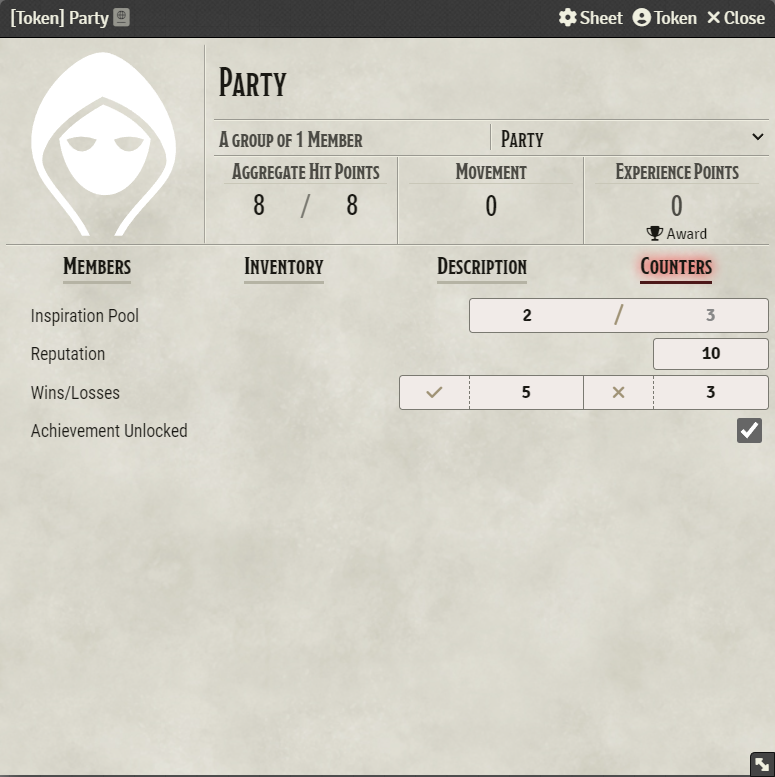 [Token] Party Sheet Token Close
Party
A group of 1 Member Party
Aggregate Hit Points Movement Experience Points
8 / 8 0 0
Award
Members Inventory Description Counters
Inspiration Pool 2 / 3
Reputation 10
Wins/Losses 5 3
Achievement Unlocked